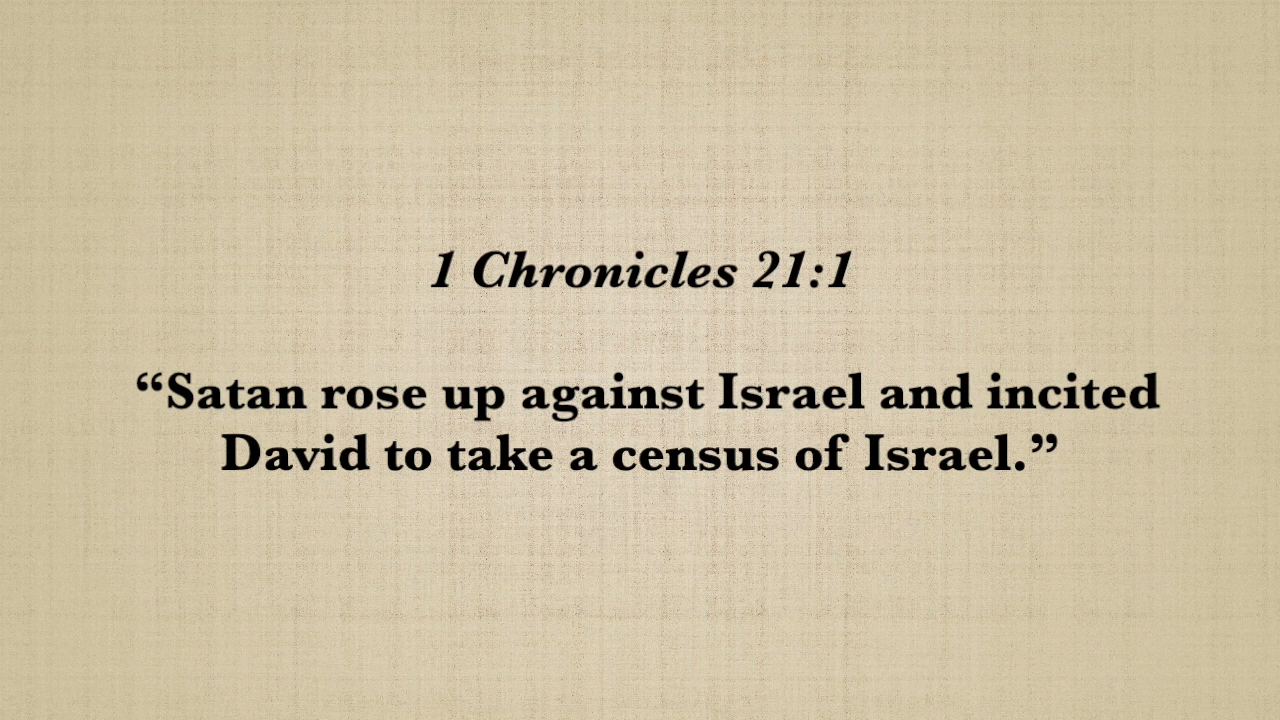 1 Chronicles 21:1
“Satan rose up against Israel and incited
David to take a census of Israel.”